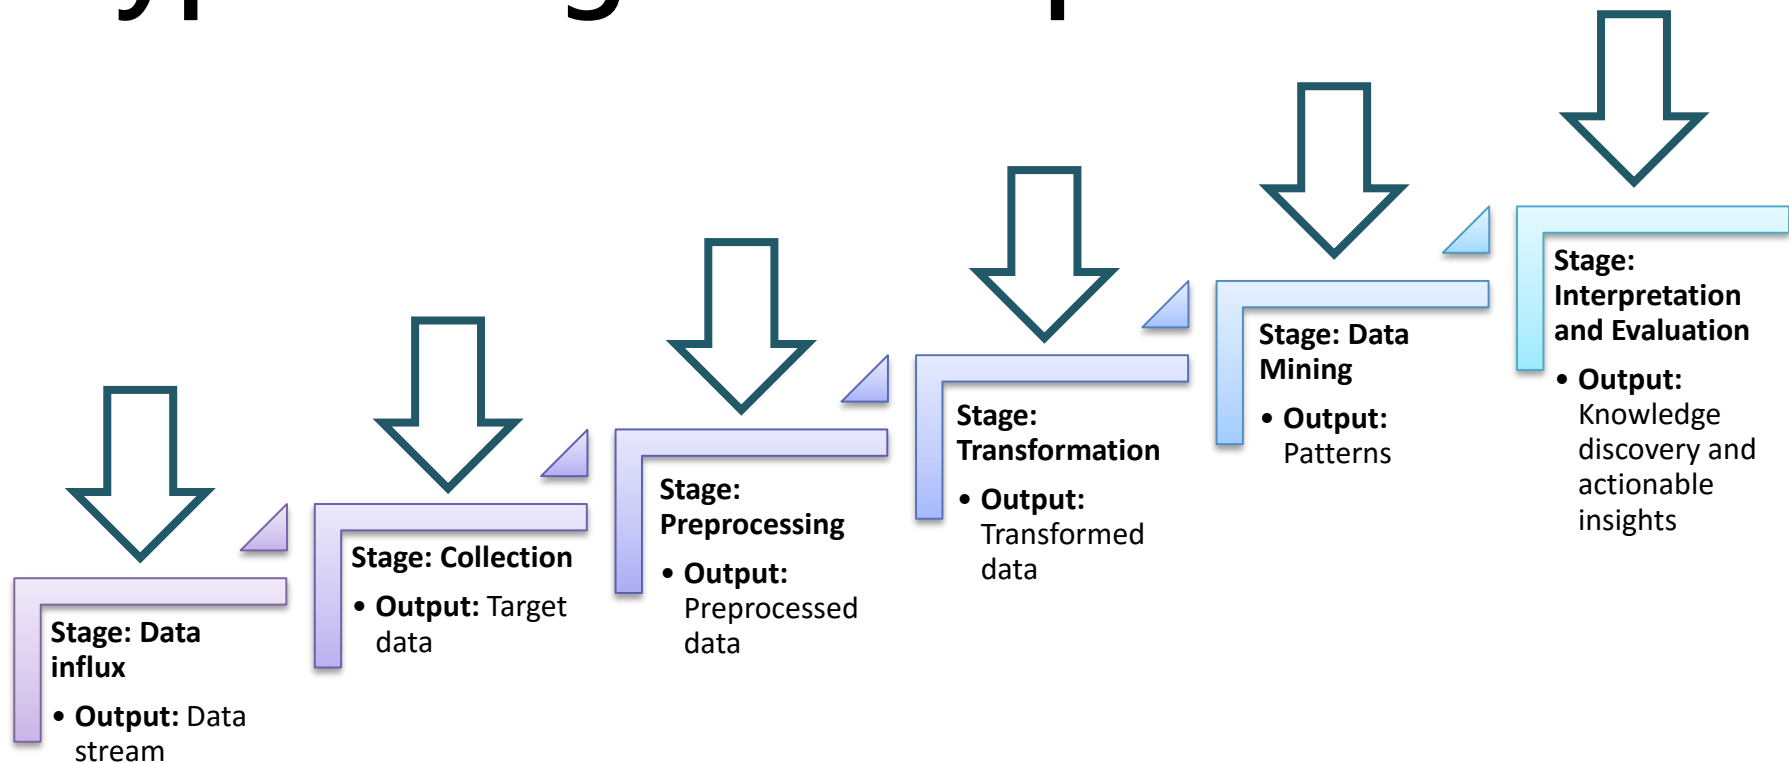 Stage: Data
influx
• Output: Data
stream
Stage: Collection
• Output: Target
data
Stage:
Preprocessing
• Output:
Preprocessed
data
Stage:
Transformation
• Output:
Transformed
data
Stage: Data
Mining
• Output:
Patterns
Stage:
Interpretation
and Evaluation
• Output:
Knowledge
discovery and
actionable
insights